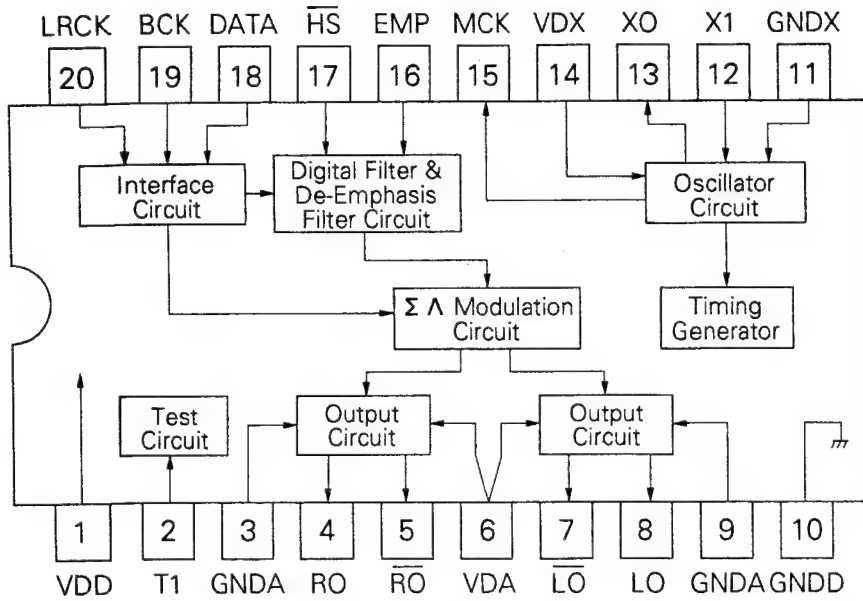 LRCK BCK DATA H̅S̅ EMP MCK VDX XO X1 GNDX
20 19 18 17 16 15 14 13 12 11
Interface
Circuit
Digital Filter &
De-Emphasis
Filter Circuit
Oscillator
Circuit
Σ Λ Modulation
Circuit
Timing
Generator
Test
Circuit
Output
Circuit
Output
Circuit
1 2 3 4 5 6 7 8 9 10
VDD T1 GNDA RO R̅O̅ VDA L̅O̅ LO GNDA GNDD